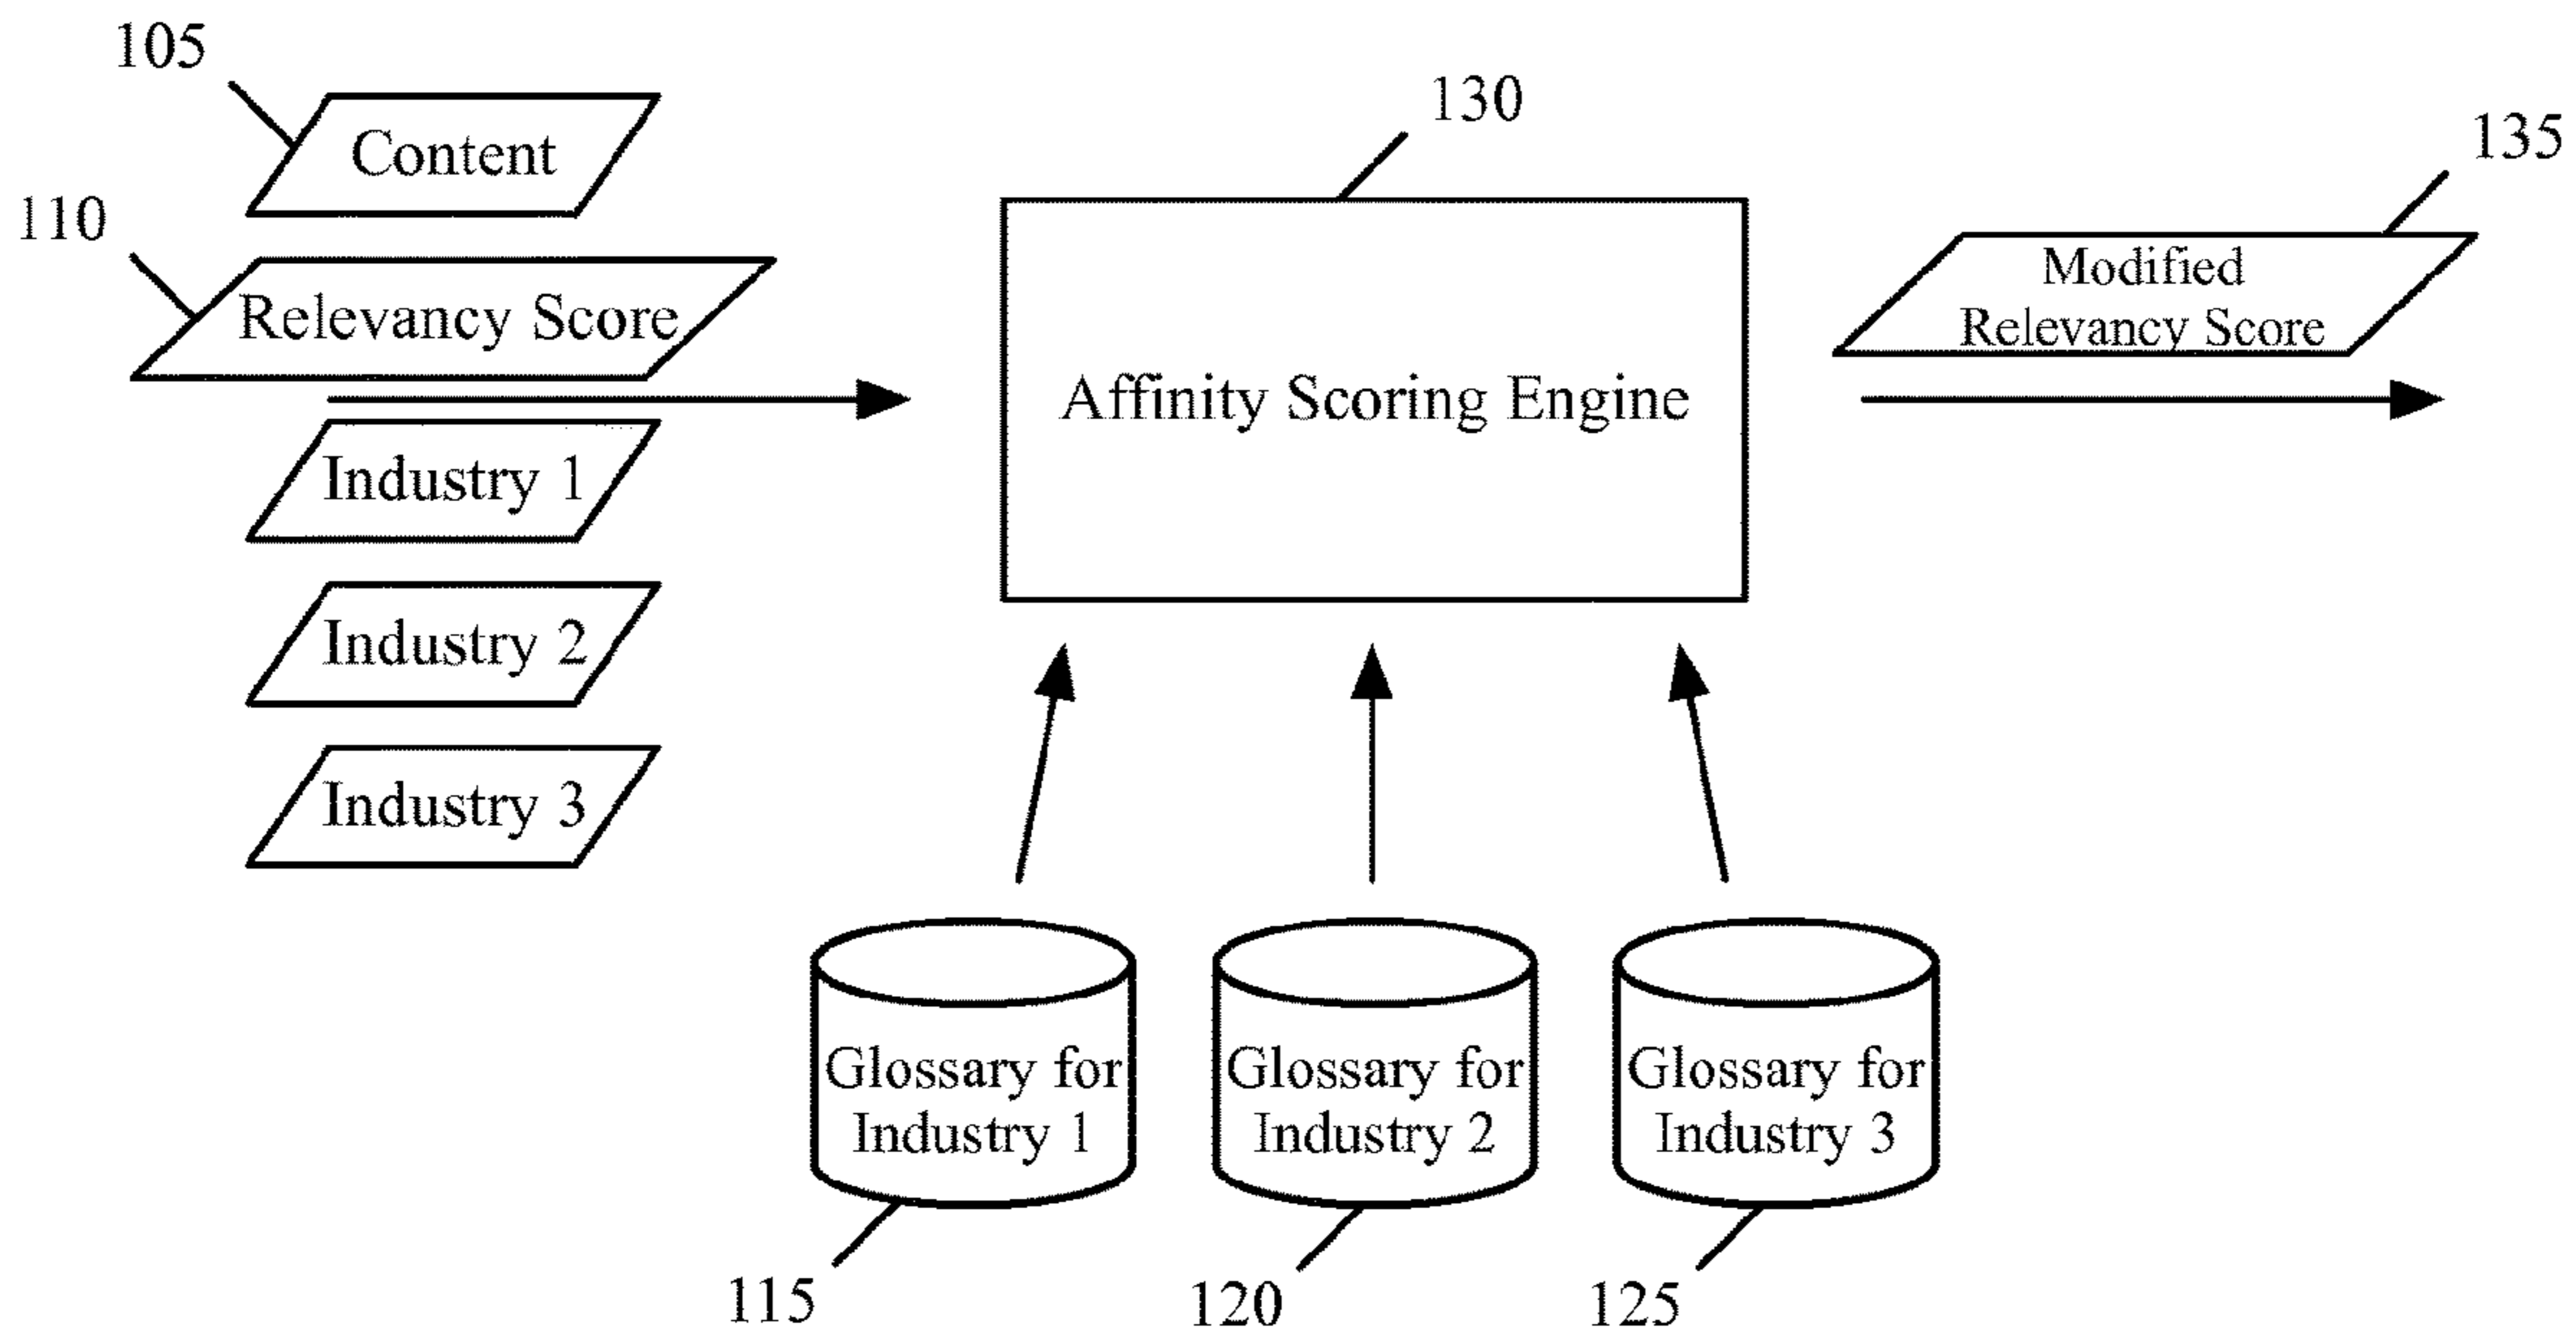 105
Content
110
Relevancy Score
Industry 1
Industry 2
Industry 3
130
Affinity Scoring Engine
135
Modified
Relevancy Score
Glossary for
Industry 1
115
Glossary for
Industry 2
120
Glossary for
Industry 3
125